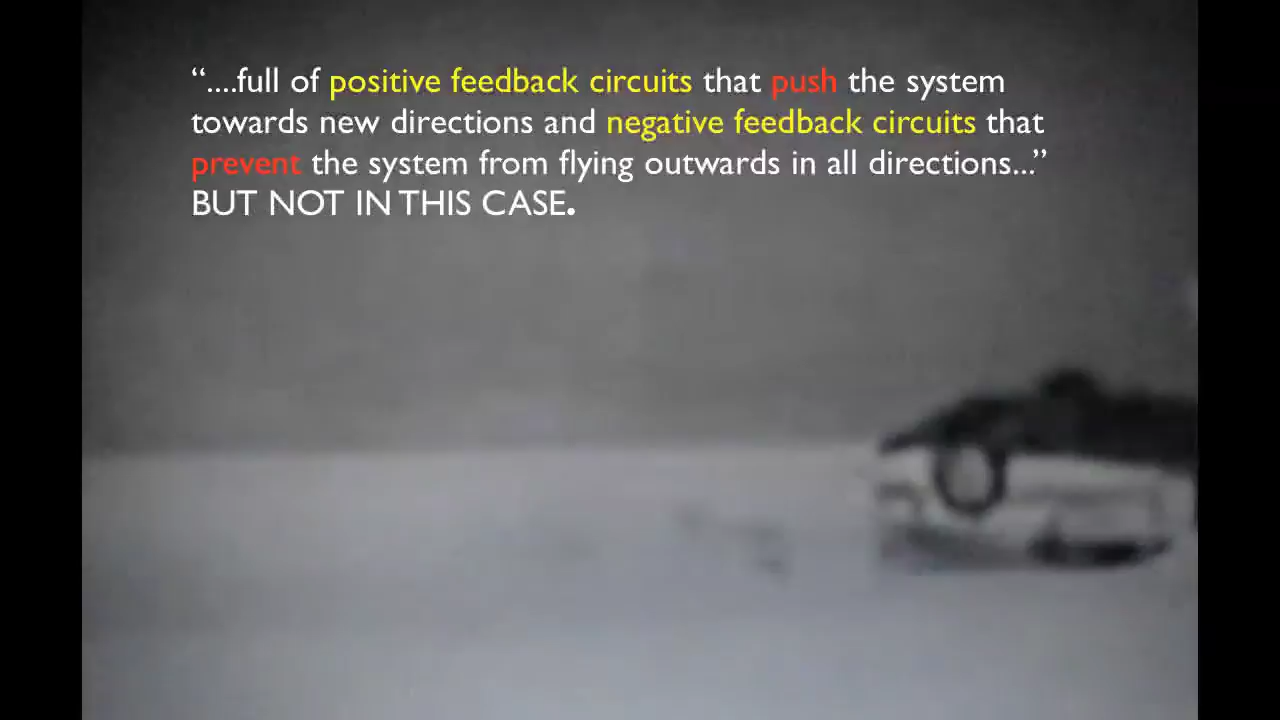 “....full of positive feedback circuits that push the system
towards new directions and negative feedback circuits that
prevent the system from flying outwards in all directions...”
BUT NOT IN THIS CASE.